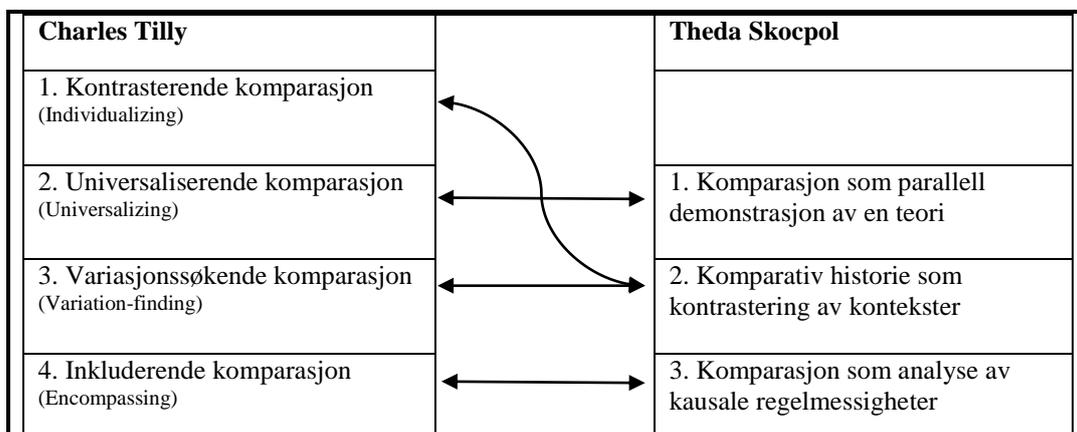 Charles Tilly
Theda Skocpol
1. Kontrasterende komparasjon
(Individualizing)
2. Universaliserende komparasjon
(Universalizing)
1. Komparasjon som parallell
demonstrasjon av en teori
3. Variasjonssøkende komparasjon
(Variation-finding)
2. Komparativ historie som
kontrastering av kontekster
4. Inkluderende komparasjon
(Encompassing)
3. Komparasjon som analyse av
kausale regelmessigheter